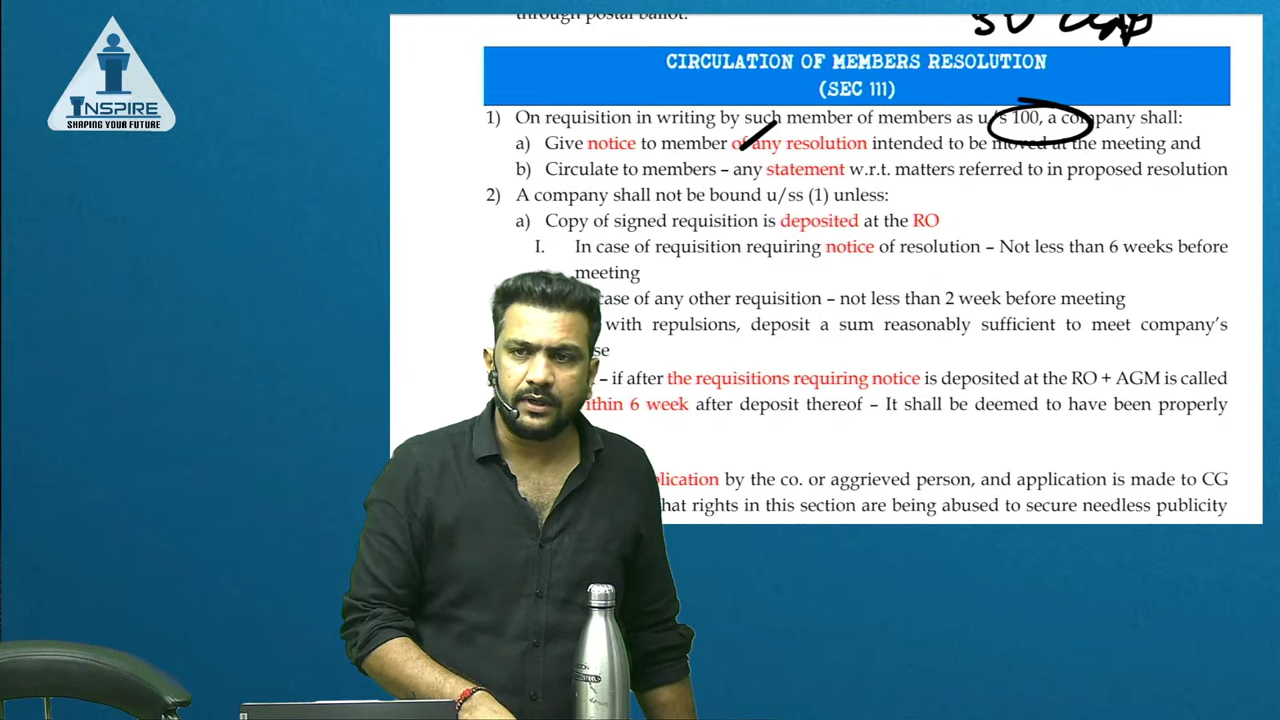 through postal ballot.
INSPIRE
SHAPING YOUR FUTURE
CIRCULATION OF MEMBERS RESOLUTION
(SEC 111)
1) On requisition in writing by such member of members as u/s 100, a company shall:
a) Give notice to member of any resolution intended to be moved at the meeting and
b) Circulate to members – any statement w.r.t. matters referred to in proposed resolution
2) A company shall not be bound u/ss (1) unless:
a) Copy of signed requisition is deposited at the RO
I. In case of requisition requiring notice of resolution – Not less than 6 weeks before
meeting
case of any other requisition – not less than 2 week before meeting
with repulsions, deposit a sum reasonably sufficient to meet company's
– if after the requisitions requiring notice is deposited at the RO + AGM is called
6 week after deposit thereof – It shall be deemed to have been properly
by the co. or aggrieved person, and application is made to CG
rights in this section are being abused to secure needless publicity